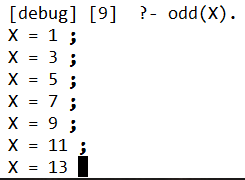 [debug] [9]  ?- odd(X).
X = 1 ;
X = 3 ;
X = 5 ;
X = 7 ;
X = 9 ;
X = 11 ;
X = 13